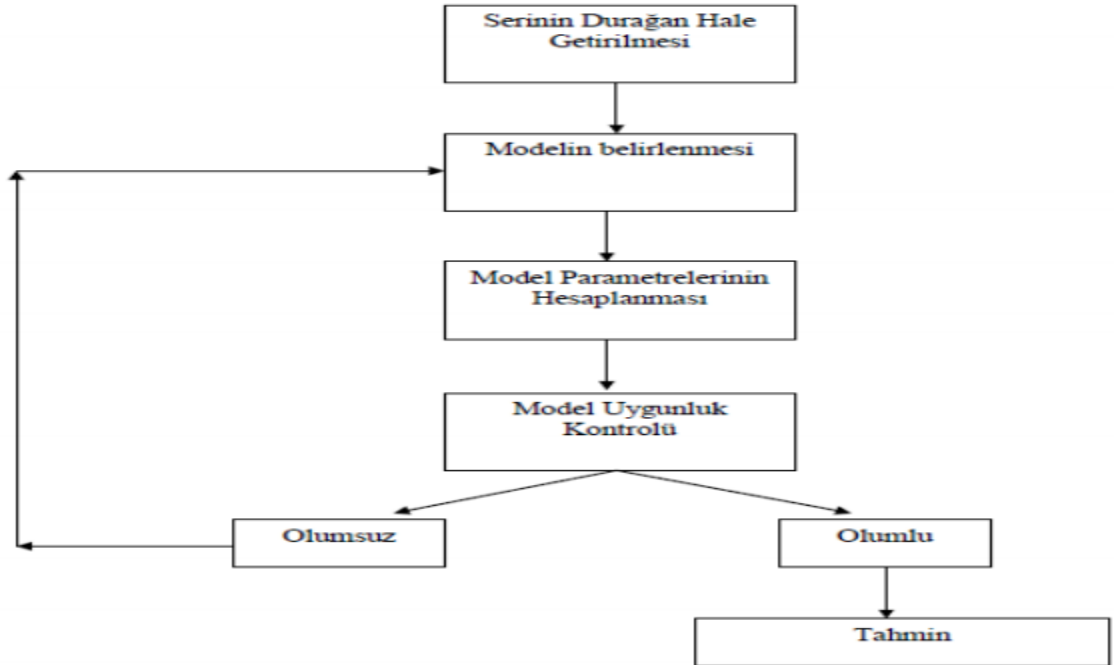 Serinin Durağan Hale
Getirilmesi
Modelin belirlenmesi
Model Parametrelerinin
Hesaplanması
Model Uygunluk
Kontrolü
Olumsuz
Olumlu
Tahmin